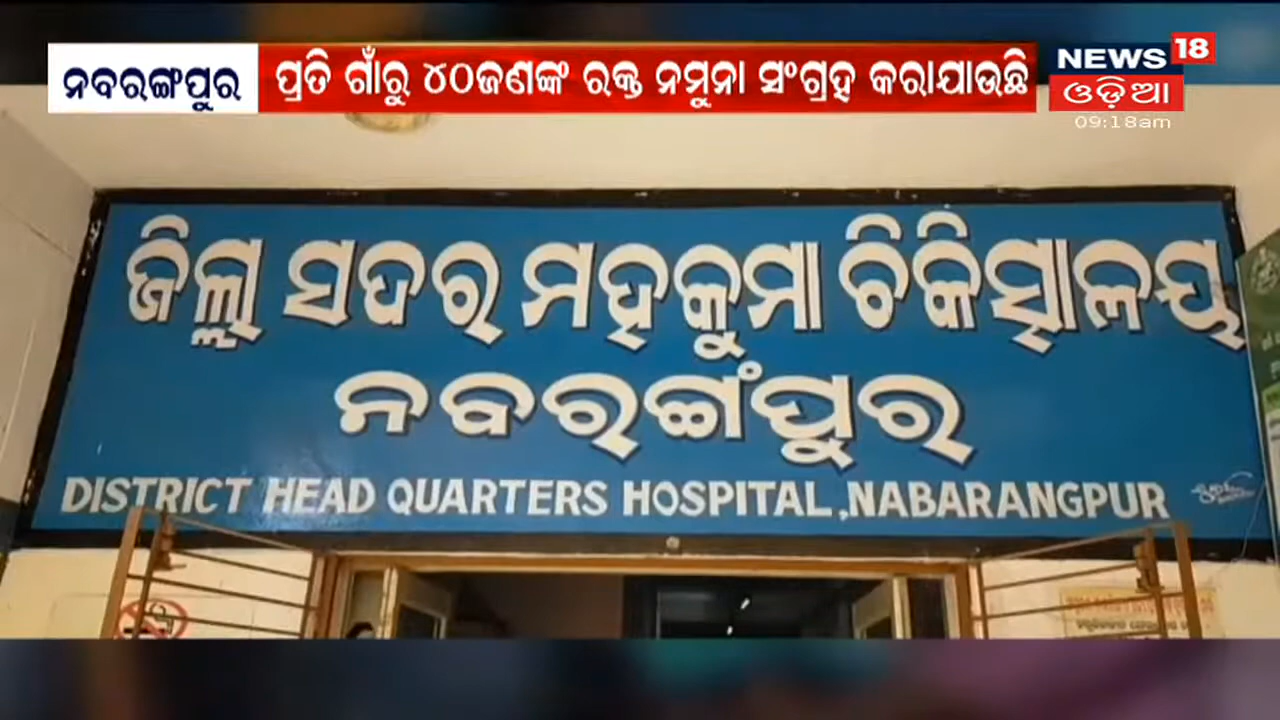 ନବରଙ୍ଗପୁର
ପ୍ରତି ଗାଁରୁ ୪୦ଜଣଙ୍କ ରକ୍ତ ନମୁନା ସଂଗ୍ରହ କରାଯାଉଛି
NEWS 18
ଓଡ଼ିଆ
09:18am
ଜିଲ୍ଲା ସଦର ମହକୁମା ଚିକିତ୍ସାଳୟ
ନବରଙ୍ଗପୁର
DISTRICT HEAD QUARTERS HOSPITAL, NABARANGPUR